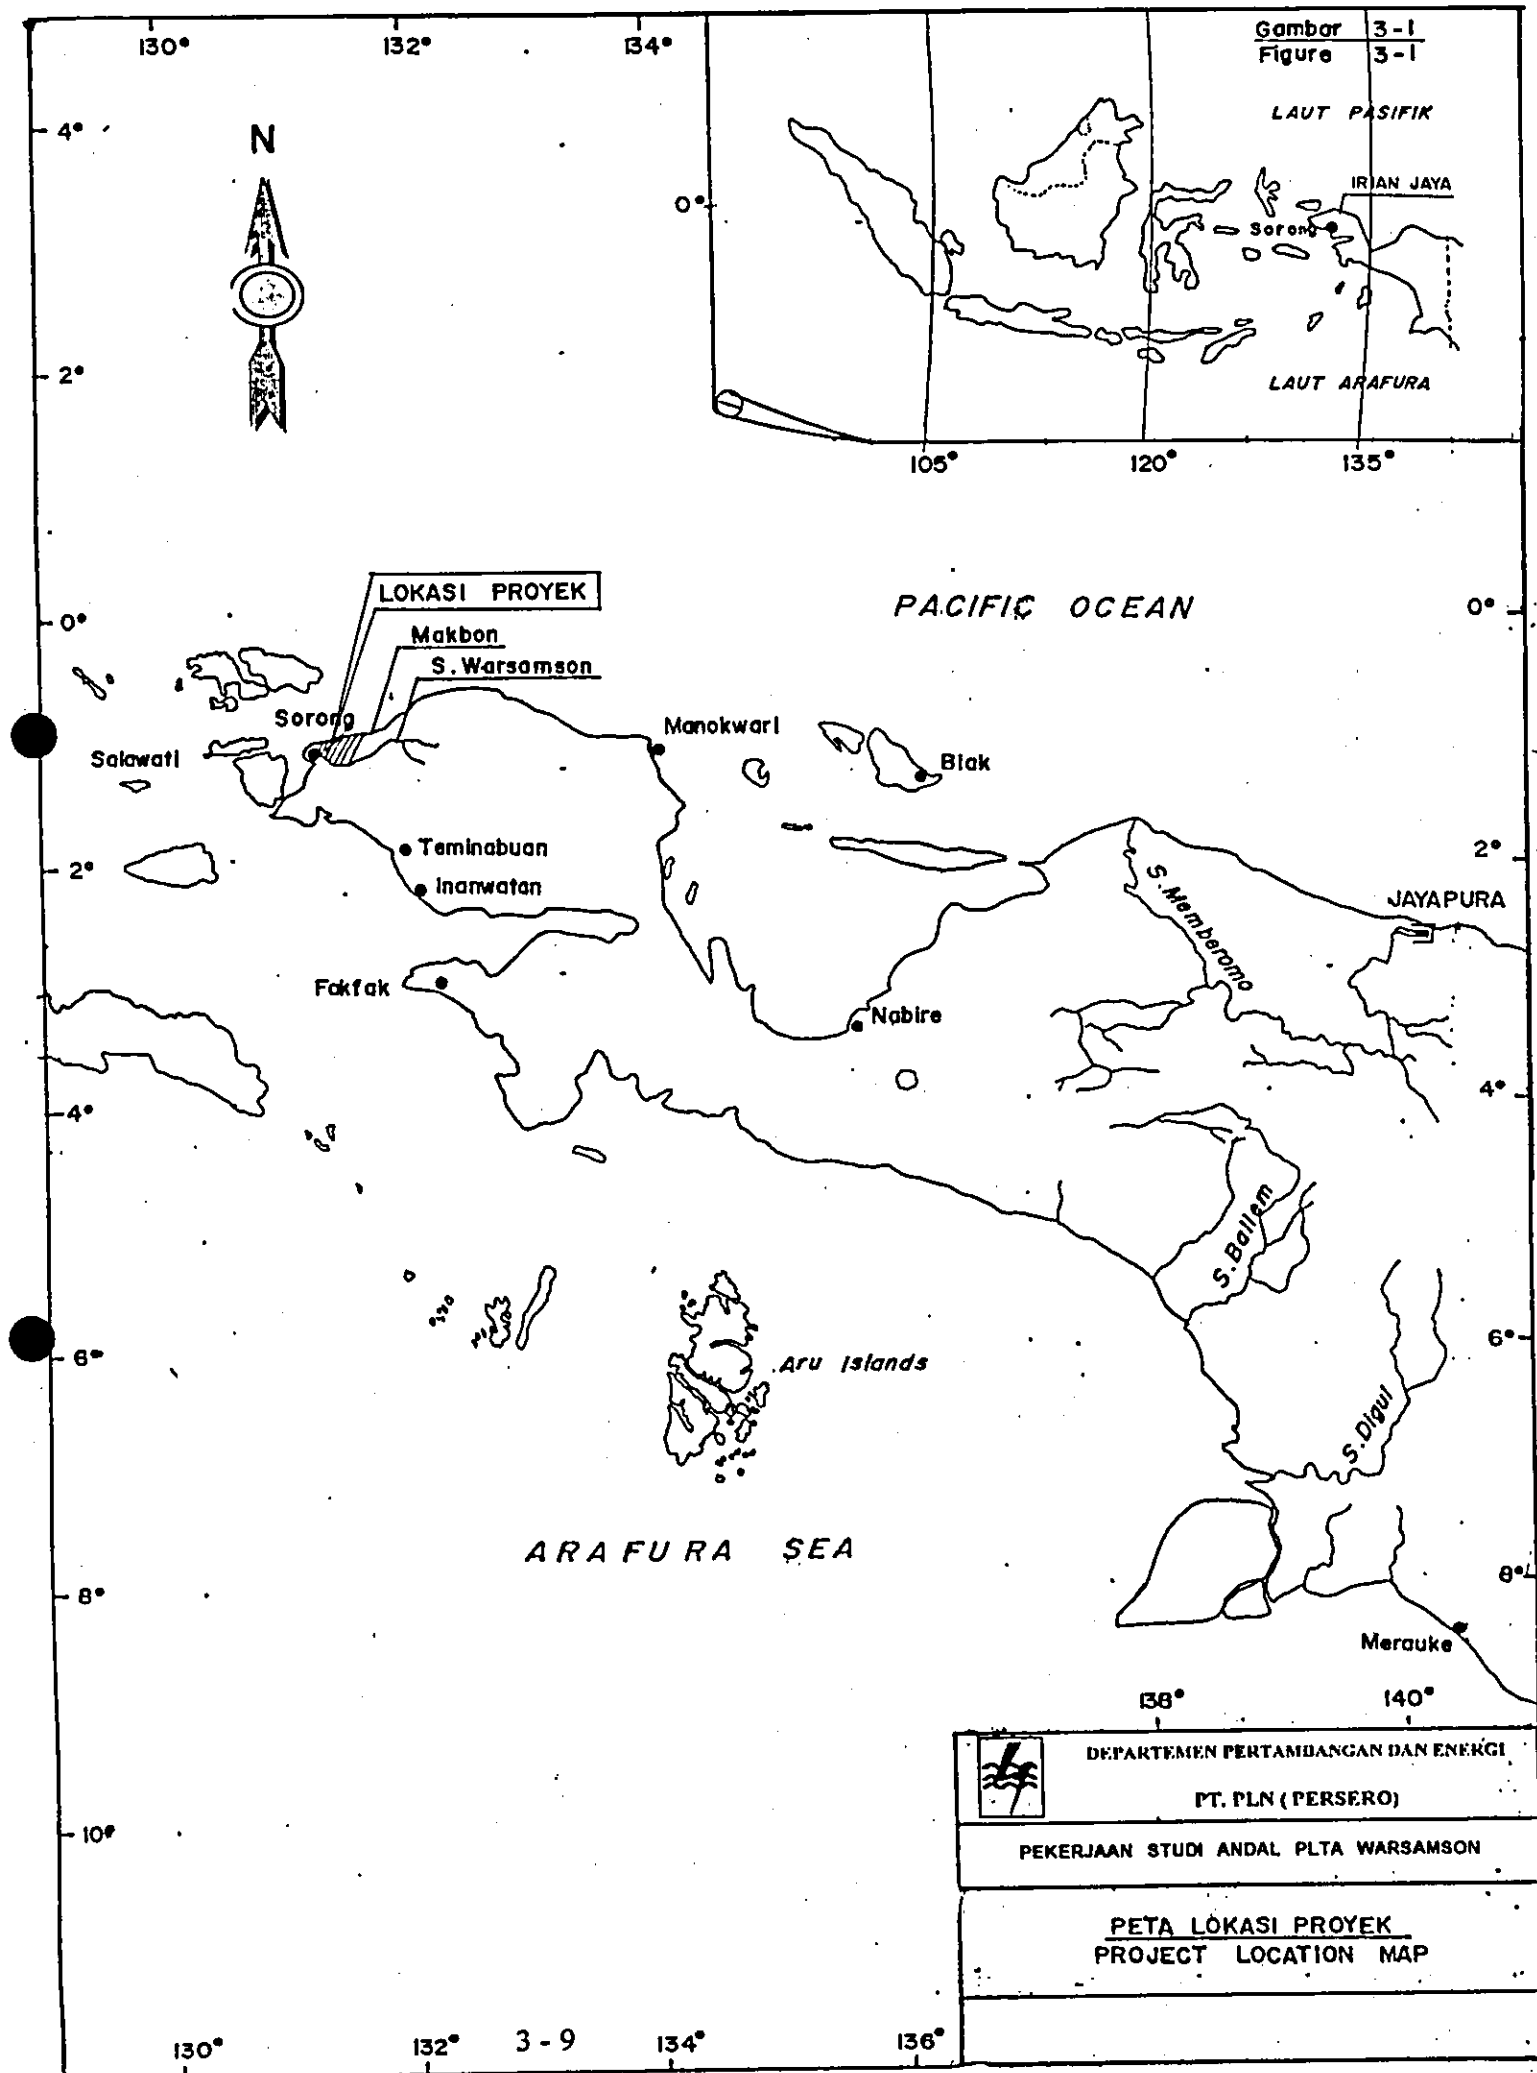 130° 132° 134°
Gambar 3-1
Figure 3-1
LAUT PASIFIK
IRIAN JAYA
Sorong
LAUT ARAFURA
0°
105° 120° 135°
4°
N
2°
0°
PACIFIC OCEAN
0°
LOKASI PROYEK
Makbon
S. Warsamson
Sorong
Manokwari
Salawati
Biak
Teminabuan
2°
2°
Inanwatan
S. Memberomo
JAYAPURA
Fakfak
Nabire
4°
4°
S. Baliem
6°
6°
Aru Islands
S. Digul
ARAFURA SEA
8°
8°
Merauke
138° 140°
DEPARTEMEN PERTAMBANGAN DAN ENERGI
PT. PLN ( PERSERO)
10°
PEKERJAAN STUDI ANDAL PLTA WARSAMSON
PETA LOKASI PROYEK
PROJECT LOCATION MAP
130° 132° 134° 136°
3 - 9